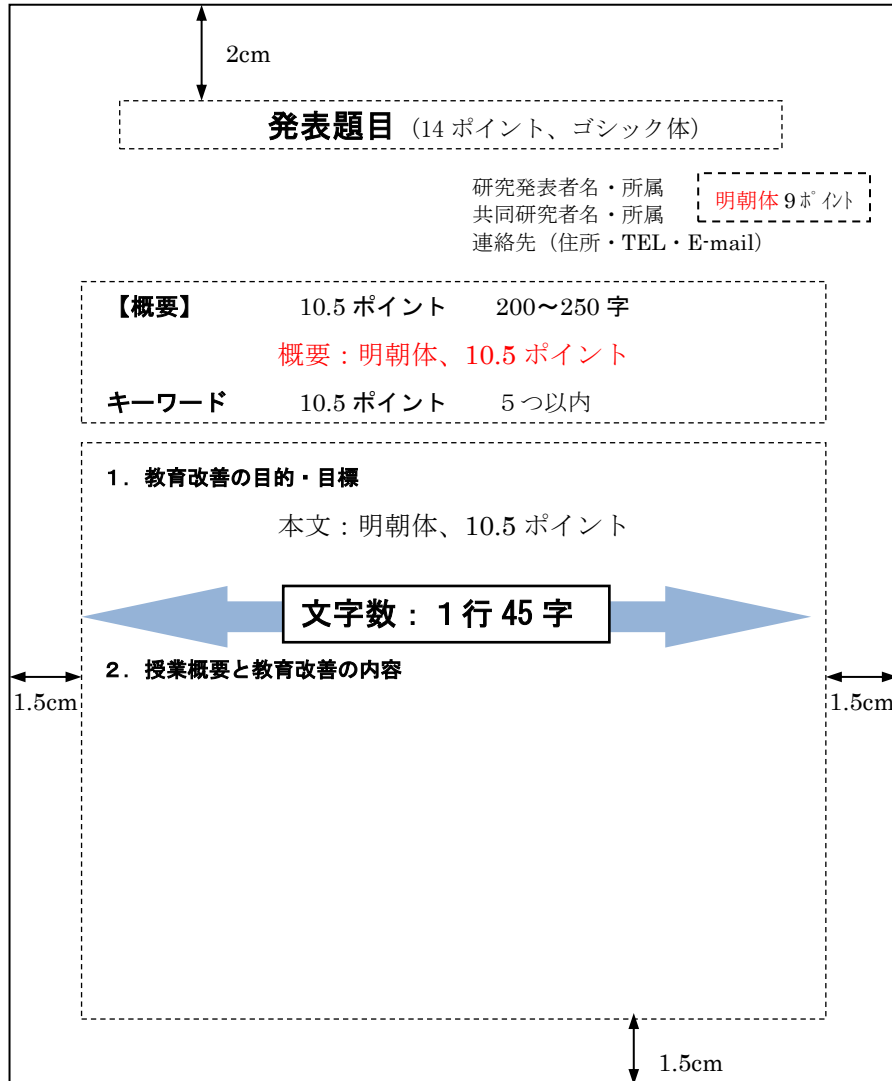 2cm
発表題目（14 ポイント、ゴシック体）
研究発表者名・所属
共同研究者名・所属
連絡先（住所・TEL・E-mail）
明朝体 9 ﾎﾟｲﾝﾄ
【概要】 10.5 ポイント 200～250 字
概要：明朝体、10.5 ポイント
キーワード 10.5 ポイント ５つ以内
１．教育改善の目的・目標
本文：明朝体、10.5 ポイント
文字数：１行 45 字
２．授業概要と教育改善の内容
1.5cm
1.5cm
1.5cm